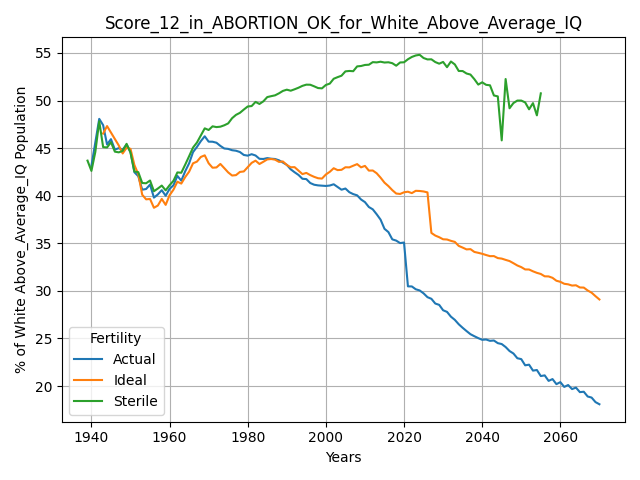 Score_12_in_ABORTION_OK_for_White_Above_Average_IQ
% of White Above_Average_IQ Population
55
50
45
40
35
30
25
20
Fertility
Actual
Ideal
Sterile
1940
1960
1980
2000
2020
2040
2060
Years